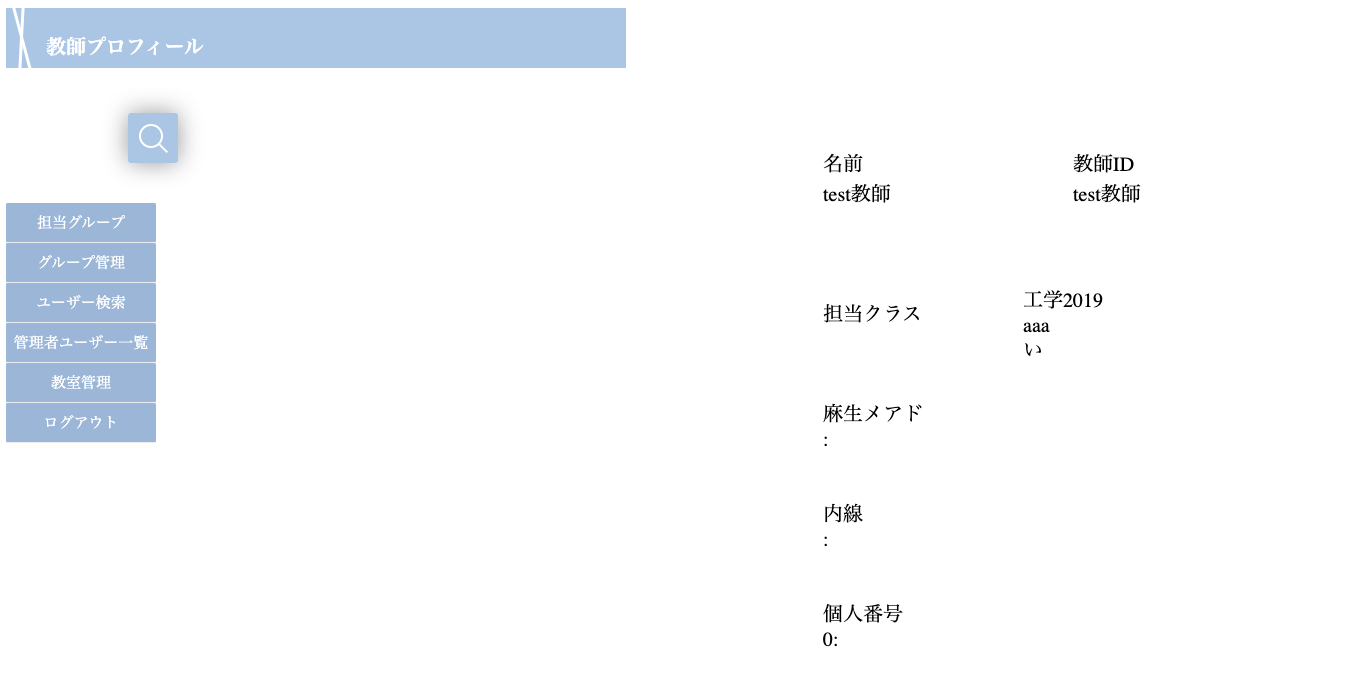 教師プロフィール
担当グループ
グループ管理
ユーザー検索
管理者ユーザー一覧
教室管理
ログアウト
名前
test教師
教師ID
test教師
担当クラス
工学2019
aaa
い
麻生メアド
:
内線
:
個人番号
0: